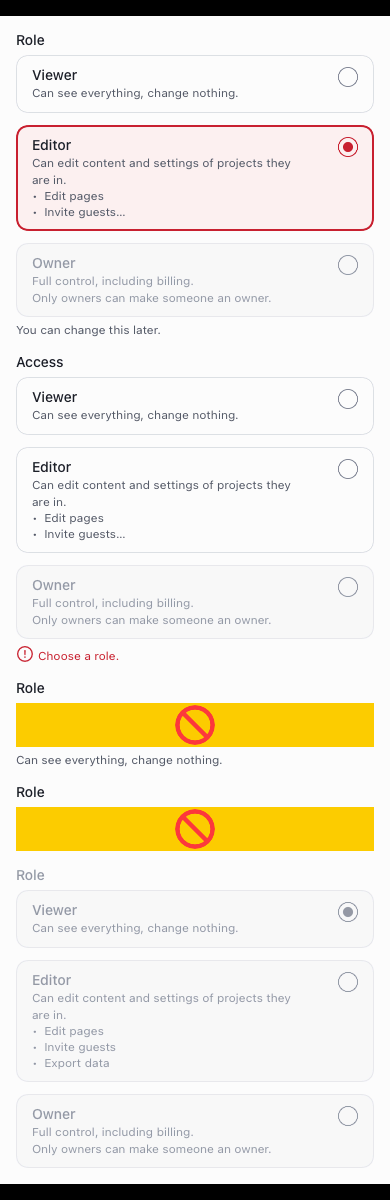 Role
Viewer
Can see everything, change nothing.
Editor
Can edit content and settings of projects they
are in.
• Edit pages
• Invite guests...
Owner
Full control, including billing.
Only owners can make someone an owner.
You can change this later.
Access
Viewer
Can see everything, change nothing.
Editor
Can edit content and settings of projects they
are in.
• Edit pages
• Invite guests...
Owner
Full control, including billing.
Only owners can make someone an owner.
Choose a role.
Role
Can see everything, change nothing.
Role
Role
Viewer
Can see everything, change nothing.
Editor
Can edit content and settings of projects they
are in.
• Edit pages
• Invite guests
• Export data
Owner
Full control, including billing.
Only owners can make someone an owner.